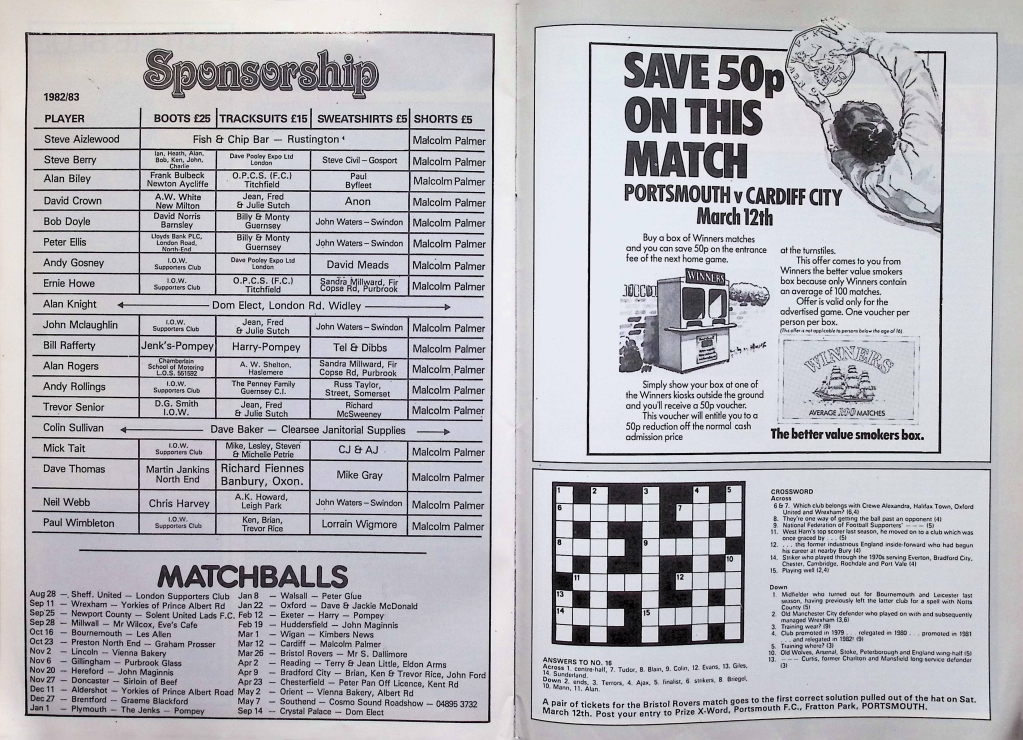 Sponsorship
1982/83
PLAYER BOOTS £25 TRACKSUITS £15 SWEATSHIRTS £5 SHORTS £5
Steve Aizlewood Fish & Chip Bar — Rustington Malcolm Palmer
Steve Berry Ian, Heath, Alan, Bob, Ken, John, Charlie Dave Pooley Expo Ltd London Steve Civil – Gosport Malcolm Palmer
Alan Biley Frank Bulbeck Newton Aycliffe O.P.C.S. (F.C.) Titchfield Paul Byfleet Malcolm Palmer
David Crown A.W. White New Milton Jean, Fred & Julie Sutch Anon Malcolm Palmer
Bob Doyle David Norris Barnsley Billy & Monty Guernsey John Waters – Swindon Malcolm Palmer
Peter Ellis Lloyds Bank PLC, London Road, North-End Billy & Monty Guernsey John Waters – Swindon Malcolm Palmer
Andy Gosney I.O.W. Supporters Club Dave Pooley Expo Ltd London David Meads Malcolm Palmer
Ernie Howe I.O.W. Supporters Club O.P.C.S. (F.C.) Titchfield Sandra Millward, Fir Copse Rd, Purbrook Malcolm Palmer
Alan Knight Dom Elect, London Rd. Widley
John Mclaughlin I.O.W. Supporters Club Jean, Fred & Julie Sutch John Waters – Swindon Malcolm Palmer
Bill Rafferty Jenk's-Pompey Harry-Pompey Tel & Dibbs Malcolm Palmer
Alan Rogers Chamberlain School of Motoring L.O.S. 551592 A. W. Shelton, Haslemere Sandra Millward, Fir Copse Rd, Purbrook Malcolm Palmer
Andy Rollings I.O.W. Supporters Club The Penney Family Guernsey C.I. Russ Taylor, Street, Somerset Malcolm Palmer
Trevor Senior D.G. Smith I.O.W. Jean, Fred & Julie Sutch Richard McSweeney Malcolm Palmer
Colin Sullivan Dave Baker — Clearsee Janitorial Supplies
Mick Tait I.O.W. Supporters Club Mike, Lesley, Steven & Michelle Petrie CJ & AJ Malcolm Palmer
Dave Thomas Martin Jankins North End Richard Fiennes Banbury, Oxon. Mike Gray Malcolm Palmer
Neil Webb Chris Harvey A.K. Howard, Leigh Park John Waters – Swindon Malcolm Palmer
Paul Wimbleton I.O.W. Supporters Club Ken, Brian, Trevor Rice Lorrain Wigmore Malcolm Palmer
MATCHBALLS
Aug 28 —. Sheff. United — London Supporters Club
Sep 11 — Wrexham — Yorkies of Prince Albert Rd
Sep 25 — Newport County — Solent United Lads F.C.
Sep 28 — Millwall — Mr Wilcox, Eve's Cafe
Oct 16 — Bournemouth — Les Allen
Oct 23 — Preston North End — Graham Prosser
Nov 2 — Lincoln — Vienna Bakery
Nov 6 — Gillingham — Purbrook Glass
Nov 20 — Hereford — John Maginnis
Nov 27 — Doncaster — Sirloin of Beef
Dec 11 — Aldershot — Yorkies of Prince Albert Road
Dec 27 — Brentford — Graeme Blackford
Jan 1 — Plymouth — The Jenks — Pompey
Jan 8 — Walsall — Peter Glue
Jan 22 — Oxford — Dave & Jackie McDonald
Feb 12 — Exeter — Harry — Pompey
Feb 19 — Huddersfield — John Maginnis
Mar 1 — Wigan — Kimbers News
Mar 12 — Cardiff — Malcolm Palmer
Mar 26 — Bristol Rovers — Mr S. Dallimore
Apr 2 — Reading — Terry & Jean Little, Eldon Arms
Apr 9 — Bradford City — Brian, Ken & Trevor Rice, John Ford
Apr 23 — Chesterfield — Peter Pan Off Licence, Kent Rd
May 2 — Orient — Vienna Bakery, Albert Rd
May 7 — Southend — Cosmo Sound Roadshow — 04895 3732
Sep 14 — Crystal Palace — Dom Elect
SAVE 50p
ON THIS
MATCH
PORTSMOUTH v CARDIFF CITY
March 12th
Buy a box of Winners matches
and you can save 50p on the entrance
fee of the next home game.
WINNERS
Simply show your box at one of
the Winners kiosks outside the ground
and you'll receive a 50p voucher.
This voucher will entitle you to a
50p reduction off the normal cash
admission price
at the turnstiles.
This offer comes to you from
Winners the better value smokers
box because only Winners contain
an average of 100 matches.
Offer is valid only for the
advertised game. One voucher per
person per box.
(This offer is not applicable to persons below the age of 16)
WINNERS
AVERAGE 100 MATCHES
The better value smokers box.
1 2 3 4 5
6 7
8 9
10
11 12
13
14 15
CROSSWORD
Across
6 & 7. Which club belongs with Crewe Alexandra, Halifax Town, Oxford
United and Wrexham? (6,4)
8. They're one of getting the ball past an opponent (4)
9. National Federation of Football Supporters' — — — (5)
11. West Ham's top scorer last season, he moved on to a club which was
once graced by . . . (5)
12. . . . this former industrious England inside-forward who had begun
his career at nearby Bury (4)
14. Striker who played through the 1970s serving Everton, Bradford City,
Chester, Cambridge, Rochdale and Port Vale (4)
15. Playing well (2,4)
Down
1. Midfielder who turned out for Bournemouth and Leicester last
season, having previously left the latter club for a spell with Notts
County (5)
2. Old Manchester City defender who played on with and subsequently
managed Wrexham (3,6)
3. Training wear? (9)
4. Club promoted in 1979 . . . relegated in 1980 . . . promoted in 1981
. . . and relegated in 1982! (9)
5. Training where? (3)
10. Old Wolves, Arsenal, Stoke, Peterborough and England wing-half (5)
13. — — — Curtis, former Charlton and Mansfield long-service defender
(3)
ANSWERS TO NO. 16
Across 1. centre-half, 7. Tudor, 8. Blain, 9. Colin, 12. Evans, 13, Giles,
14. Sunderland.
Down 2. ends, 3. Terrors, 4. Ajax, 5. finalist, 6 strikers, 8. Briegel,
10. Mann, 11. Alan.
A pair of tickets for the Bristol Rovers match goes to the first correct solution pulled out of the hat on Sat.
March 12th. Post your entry to Prize X-Word, Portsmouth F.C., Fratton Park, PORTSMOUTH.